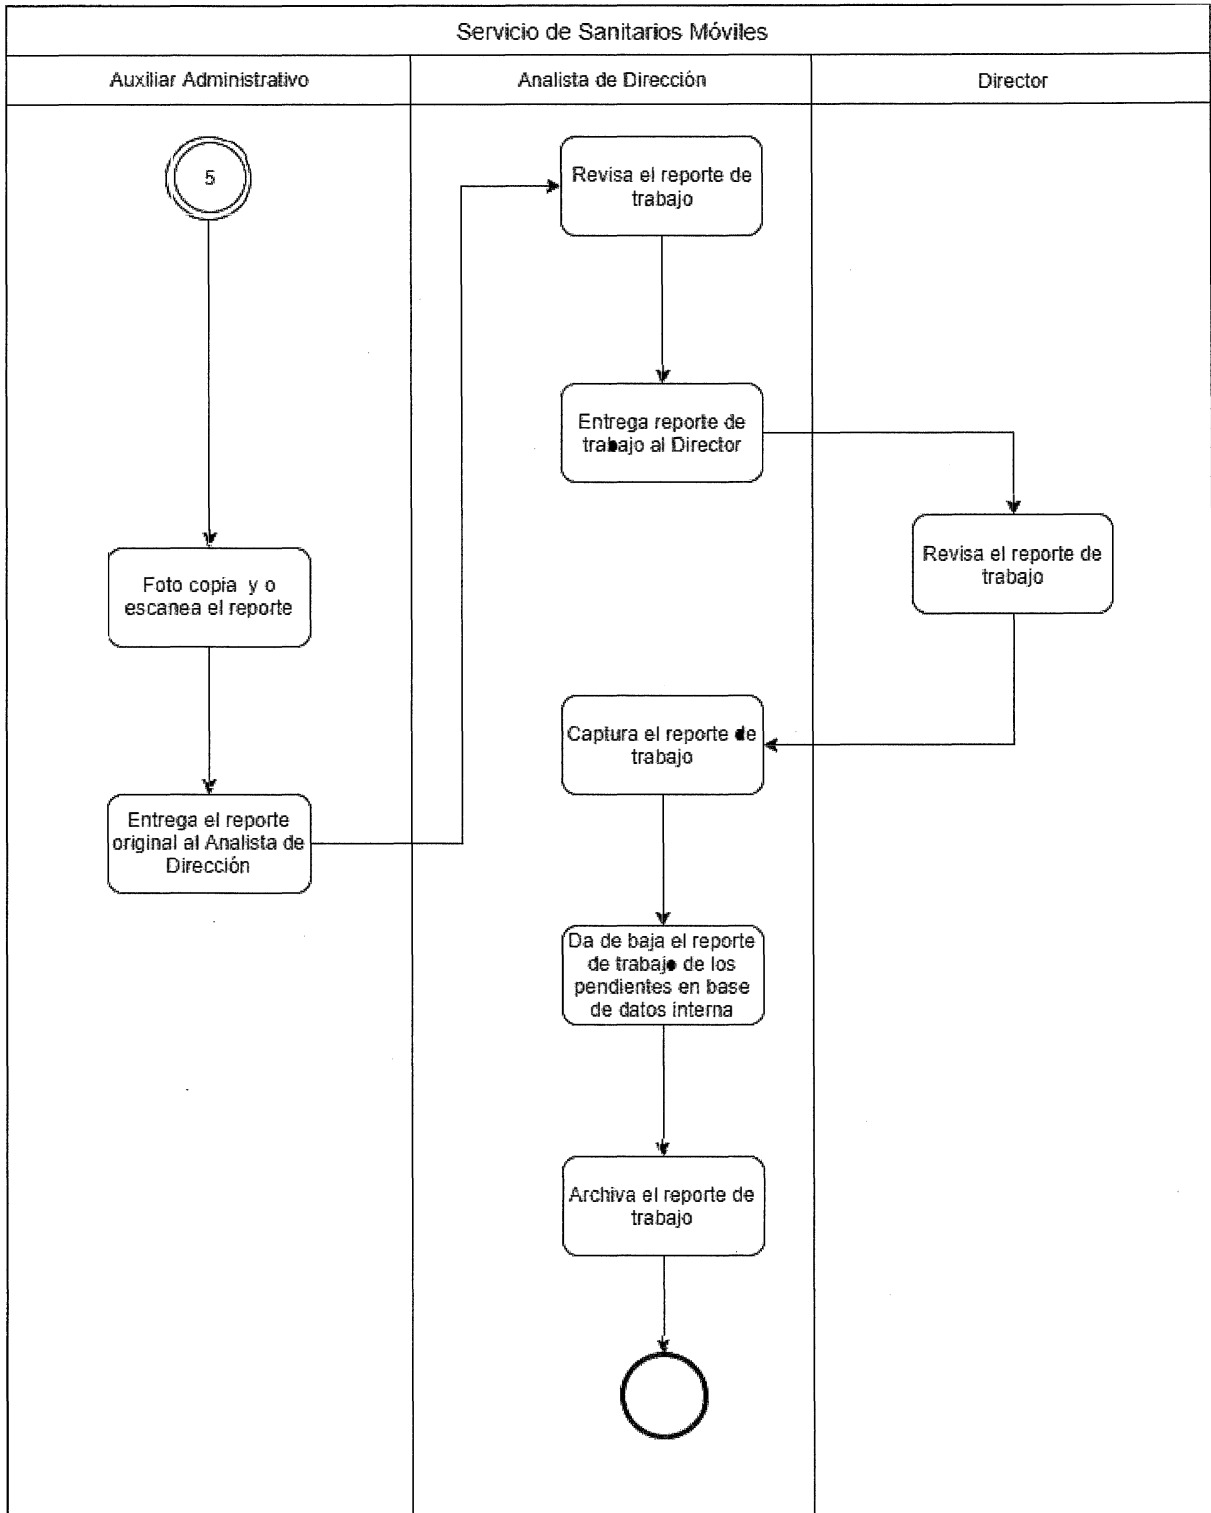 Servicio de Sanitarios Móviles
Auxiliar Administrativo
Analista de Dirección
Director
5
Foto copia y o
escanea el reporte
Entrega el reporte
original al Analista de
Dirección
Revisa el reporte de
trabajo
Entrega reporte de
trabajo al Director
Revisa el reporte de
trabajo
Captura el reporte de
trabajo
Da de baja el reporte
de trabajo de los
pendientes en base
de datos interna
Archiva el reporte de
trabajo